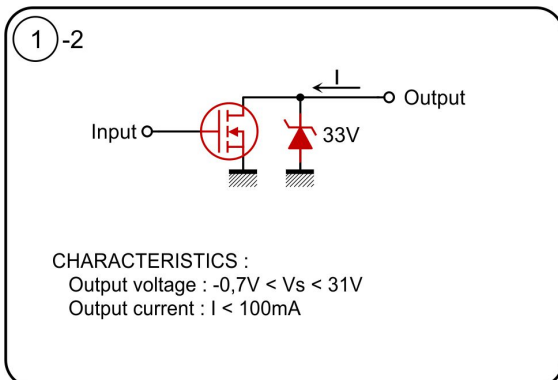 1 -2
I
Output
Input
33V
CHARACTERISTICS :
Output voltage : -0,7V < Vs < 31V
Output current : I < 100mA